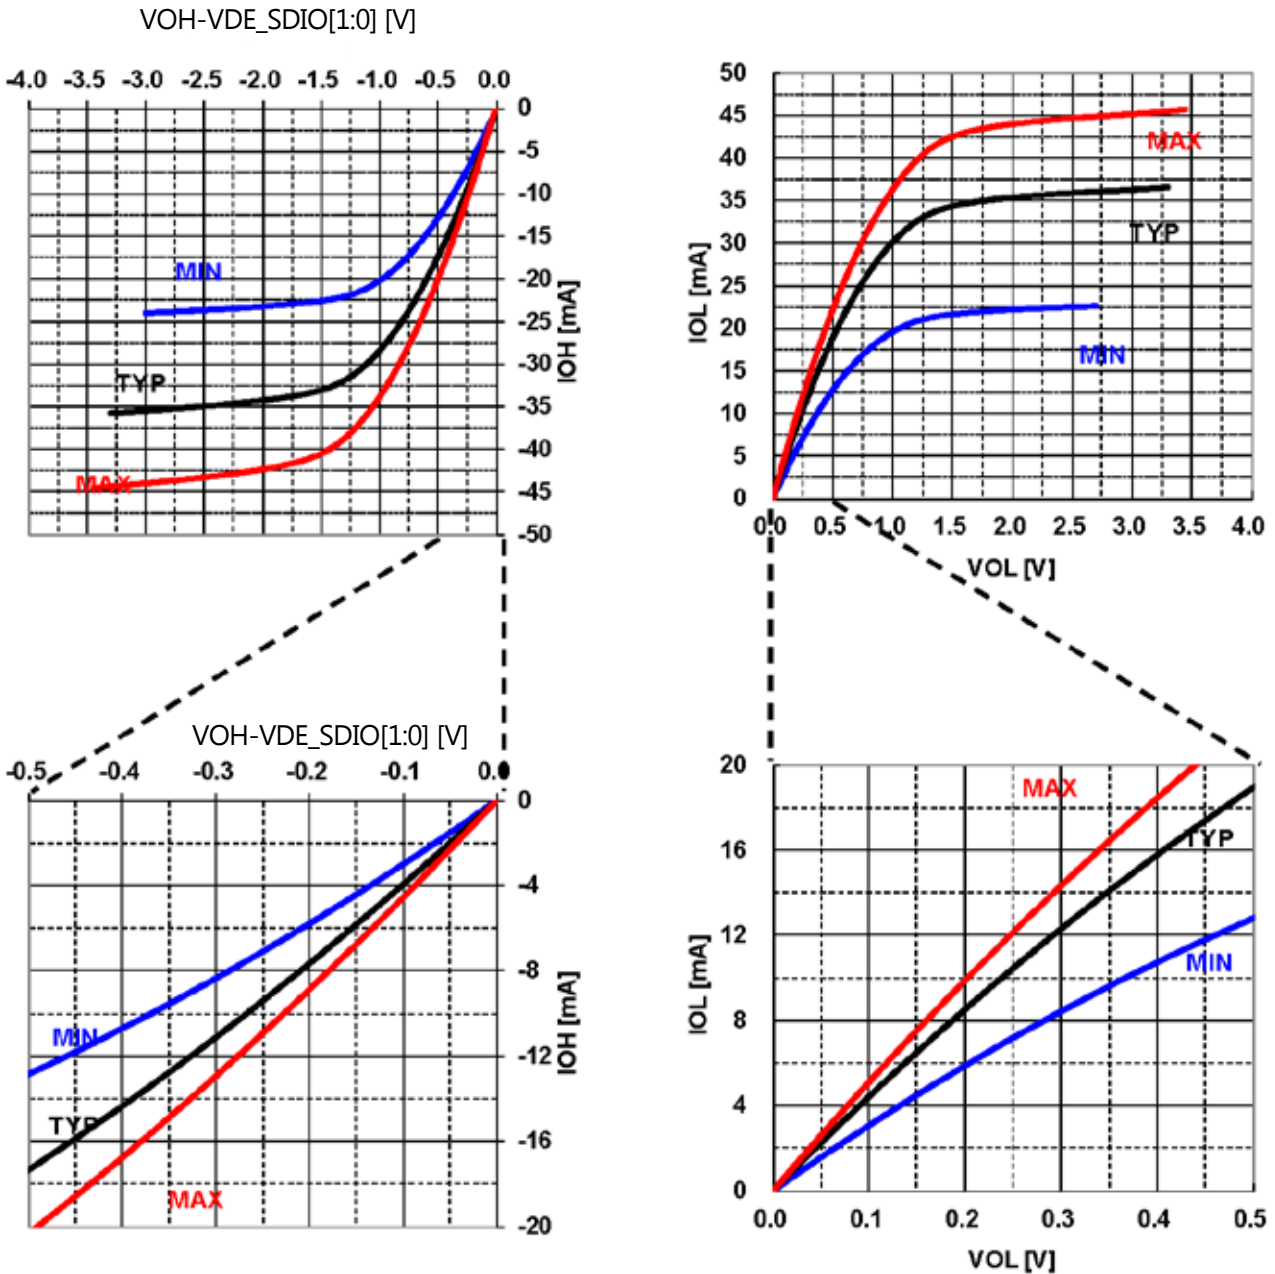 VOH-VDE_SDIO[1:0] [V]
-4.0 -3.5 -3.0 -2.5 -2.0 -1.5 -1.0 -0.5 0.0
0
-5
-10
-15
-20
-25
-30
-35
-40
-45
-50
IOH [mA]
MIN
TYP
MAX
50
45
40
35
30
25
20
15
10
5
0
IOL [mA]
MAX
TYP
MIN
0.0 0.5 1.0 1.5 2.0 2.5 3.0 3.5 4.0
VOL [V]
VOH-VDE_SDIO[1:0] [V]
-0.5 -0.4 -0.3 -0.2 -0.1 0.0
0
-4
-8
-12
-16
-20
IOH [mA]
MIN
TYP
MAX
20
16
12
8
4
0
IOL [mA]
MAX
TYP
MIN
0.0 0.1 0.2 0.3 0.4 0.5
VOL [V]